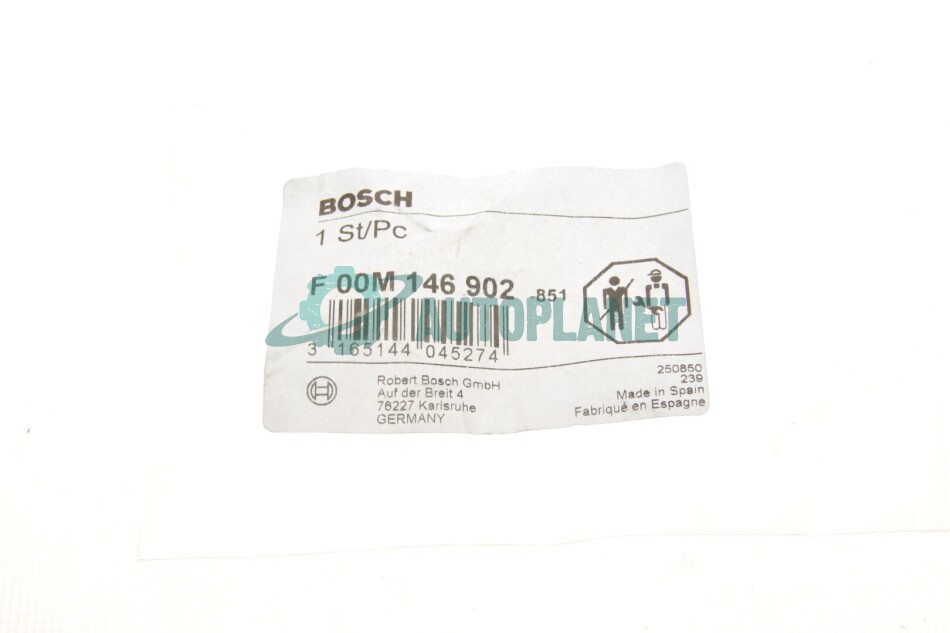 BOSCH
1 St/Pc
F 00M 146 902 851
AUTOPLANET
3 165144 045274
250850
239
Made in Spain
Fabriqué en Espagne
Robert Bosch GmbH
Auf der Breit 4
76227 Karlsruhe
GERMANY